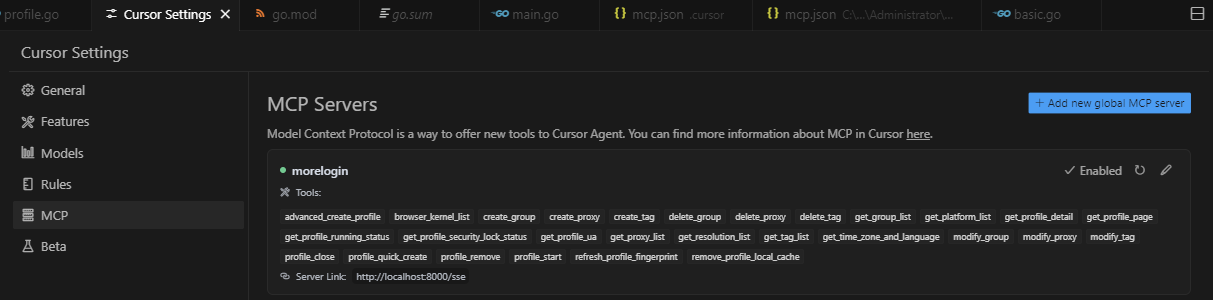 profile.go Cursor Settings go.mod go.sum main.go mcp.json .cursor mcp.json C:\...\Administrator\... basic.go
Cursor Settings
General
Features
Models
Rules
MCP
Beta
MCP Servers
+ Add new global MCP server
Model Context Protocol is a way to offer new tools to Cursor Agent. You can find more information about MCP in Cursor here.
morelogin
Enabled
Tools:
advanced_create_profile browser_kernel_list create_group create_proxy create_tag delete_group delete_proxy delete_tag get_group_list get_platform_list get_profile_detail get_profile_page
get_profile_running_status get_profile_security_lock_status get_profile_ua get_proxy_list get_resolution_list get_tag_list get_time_zone_and_language modify_group modify_proxy modify_tag
profile_close profile_quick_create profile_remove profile_start refresh_profile_fingerprint remove_profile_local_cache
Server Link: http://localhost:8000/sse